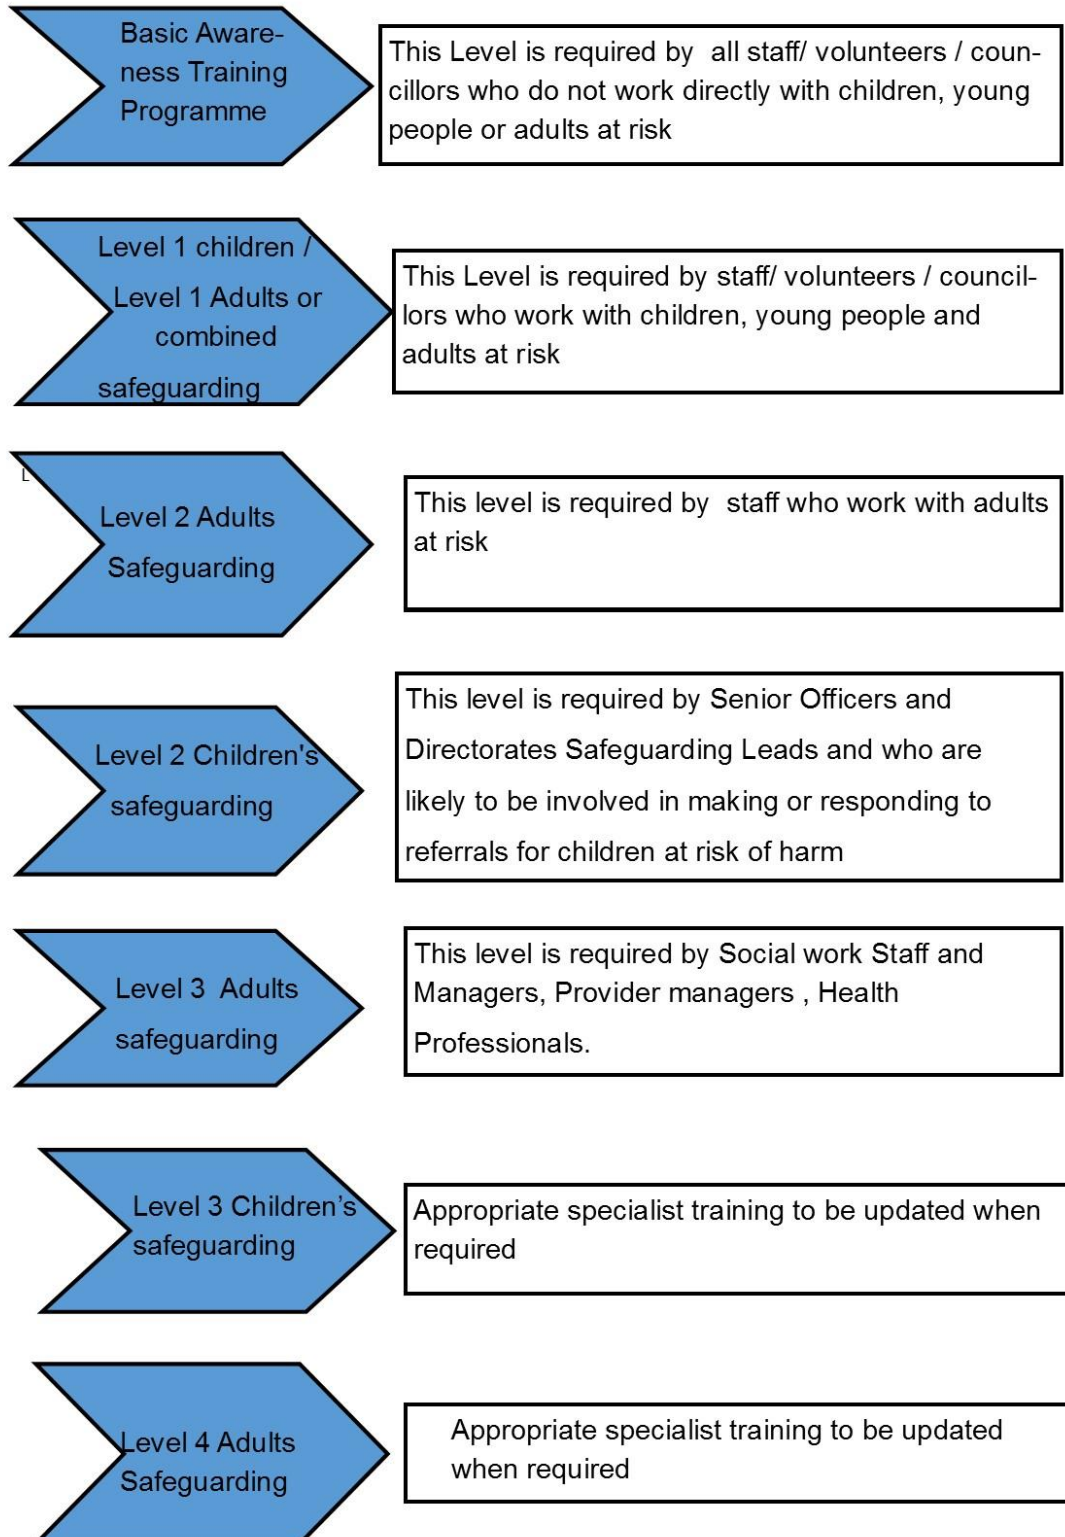 Basic Aware-
ness Training
Programme
This Level is required by  all staff/ volunteers / coun-
cillors who do not work directly with children, young
people or adults at risk
Level 1 children /
Level 1 Adults or
combined
safeguarding
This Level is required by staff/ volunteers / council-
lors who work with children, young people and
adults at risk
L
Level 2 Adults
Safeguarding
This level is required by  staff who work with adults
at risk
Level 2 Children's
safeguarding
This level is required by Senior Officers and
Directorates Safeguarding Leads and who are
likely to be involved in making or responding to
referrals for children at risk of harm
Level 3  Adults
safeguarding
This level is required by Social work Staff and
Managers, Provider managers , Health
Professionals.
Level 3 Children’s
safeguarding
Appropriate specialist training to be updated when
required
Level 4 Adults
Safeguarding
Appropriate specialist training to be updated
when required